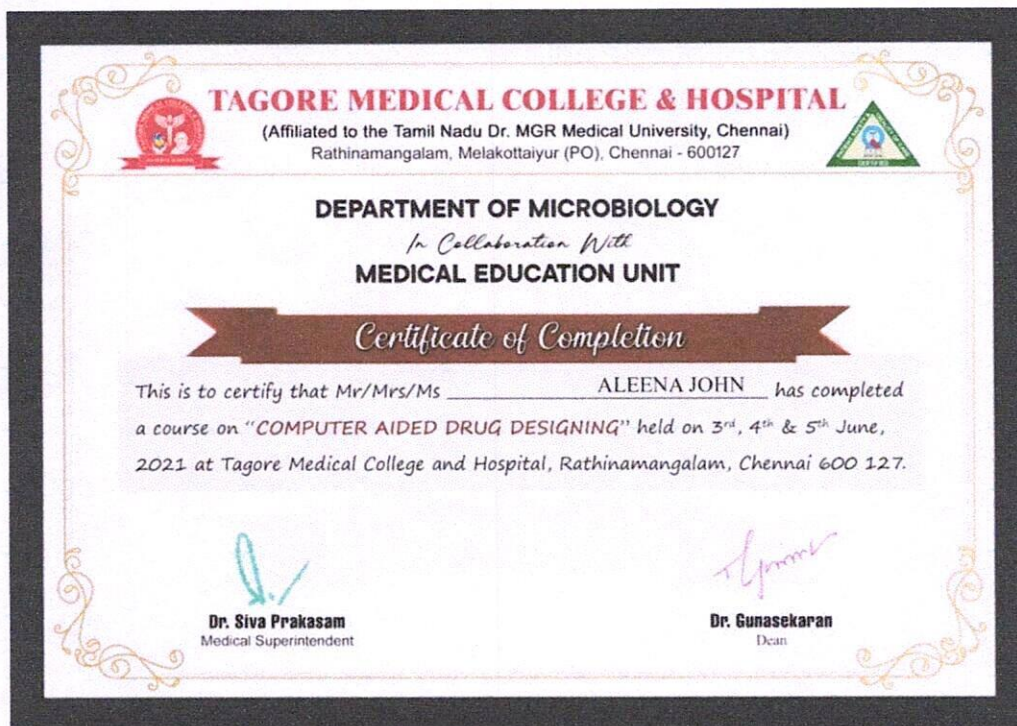 TAGORE MEDICAL COLLEGE & HOSPITAL
(Affiliated to the Tamil Nadu Dr. MGR Medical University, Chennai)
Rathinamangalam, Melakottaiyur (PO), Chennai - 600127
DEPARTMENT OF MICROBIOLOGY
In Collaboration With
MEDICAL EDUCATION UNIT
Certificate of Completion
This is to certify that Mr/Mrs/Ms ALEENA JOHN has completed
a course on "COMPUTER AIDED DRUG DESIGNING" held on 3rd, 4th & 5th June,
2021 at Tagore Medical College and Hospital, Rathinamangalam, Chennai 600 127.
Dr. Siva Prakasam
Medical Superintendent
Dr. Gunasekaran
Dean